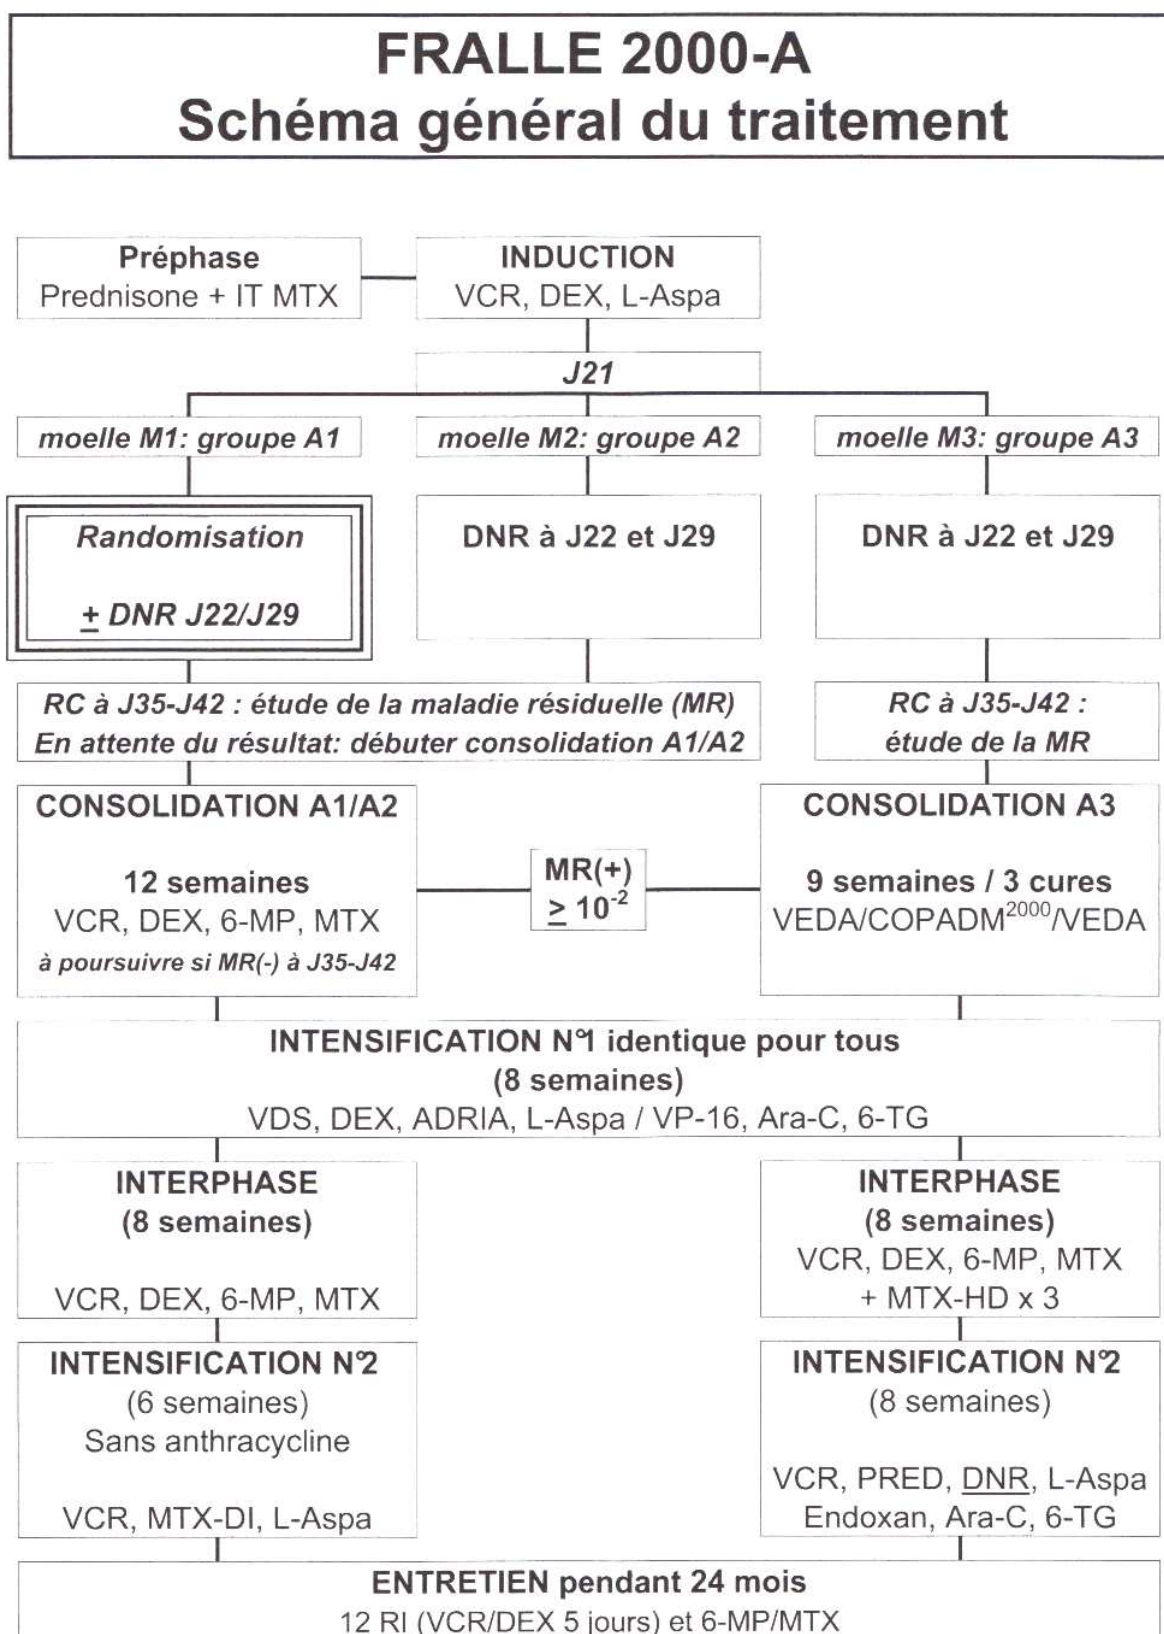 FRALLE 2000-A
Schéma général du traitement
Préphase
Prednisone + IT MTX
INDUCTION
VCR, DEX, L-Aspa
J21
moelle M1: groupe A1
moelle M2: groupe A2
moelle M3: groupe A3
Randomisation
+ DNR J22/J29
DNR à J22 et J29
DNR à J22 et J29
RC à J35-J42 : étude de la maladie résiduelle (MR)
En attente du résultat: débuter consolidation A1/A2
RC à J35-J42 :
étude de la MR
CONSOLIDATION A1/A2
12 semaines
VCR, DEX, 6-MP, MTX
à poursuivre si MR(-) à J35-J42
MR(+)
≥ 10⁻²
CONSOLIDATION A3
9 semaines / 3 cures
VEDA/COPADM²⁰⁰⁰/VEDA
INTENSIFICATION N°1 identique pour tous
(8 semaines)
VDS, DEX, ADRIA, L-Aspa / VP-16, Ara-C, 6-TG
INTERPHASE
(8 semaines)
VCR, DEX, 6-MP, MTX
INTERPHASE
(8 semaines)
VCR, DEX, 6-MP, MTX
+ MTX-HD x 3
INTENSIFICATION N°2
(6 semaines)
Sans anthracycline
VCR, MTX-DI, L-Aspa
INTENSIFICATION N°2
(8 semaines)
VCR, PRED, DNR, L-Aspa
Endoxan, Ara-C, 6-TG
ENTRETIEN pendant 24 mois
12 RI (VCR/DEX 5 jours) et 6-MP/MTX